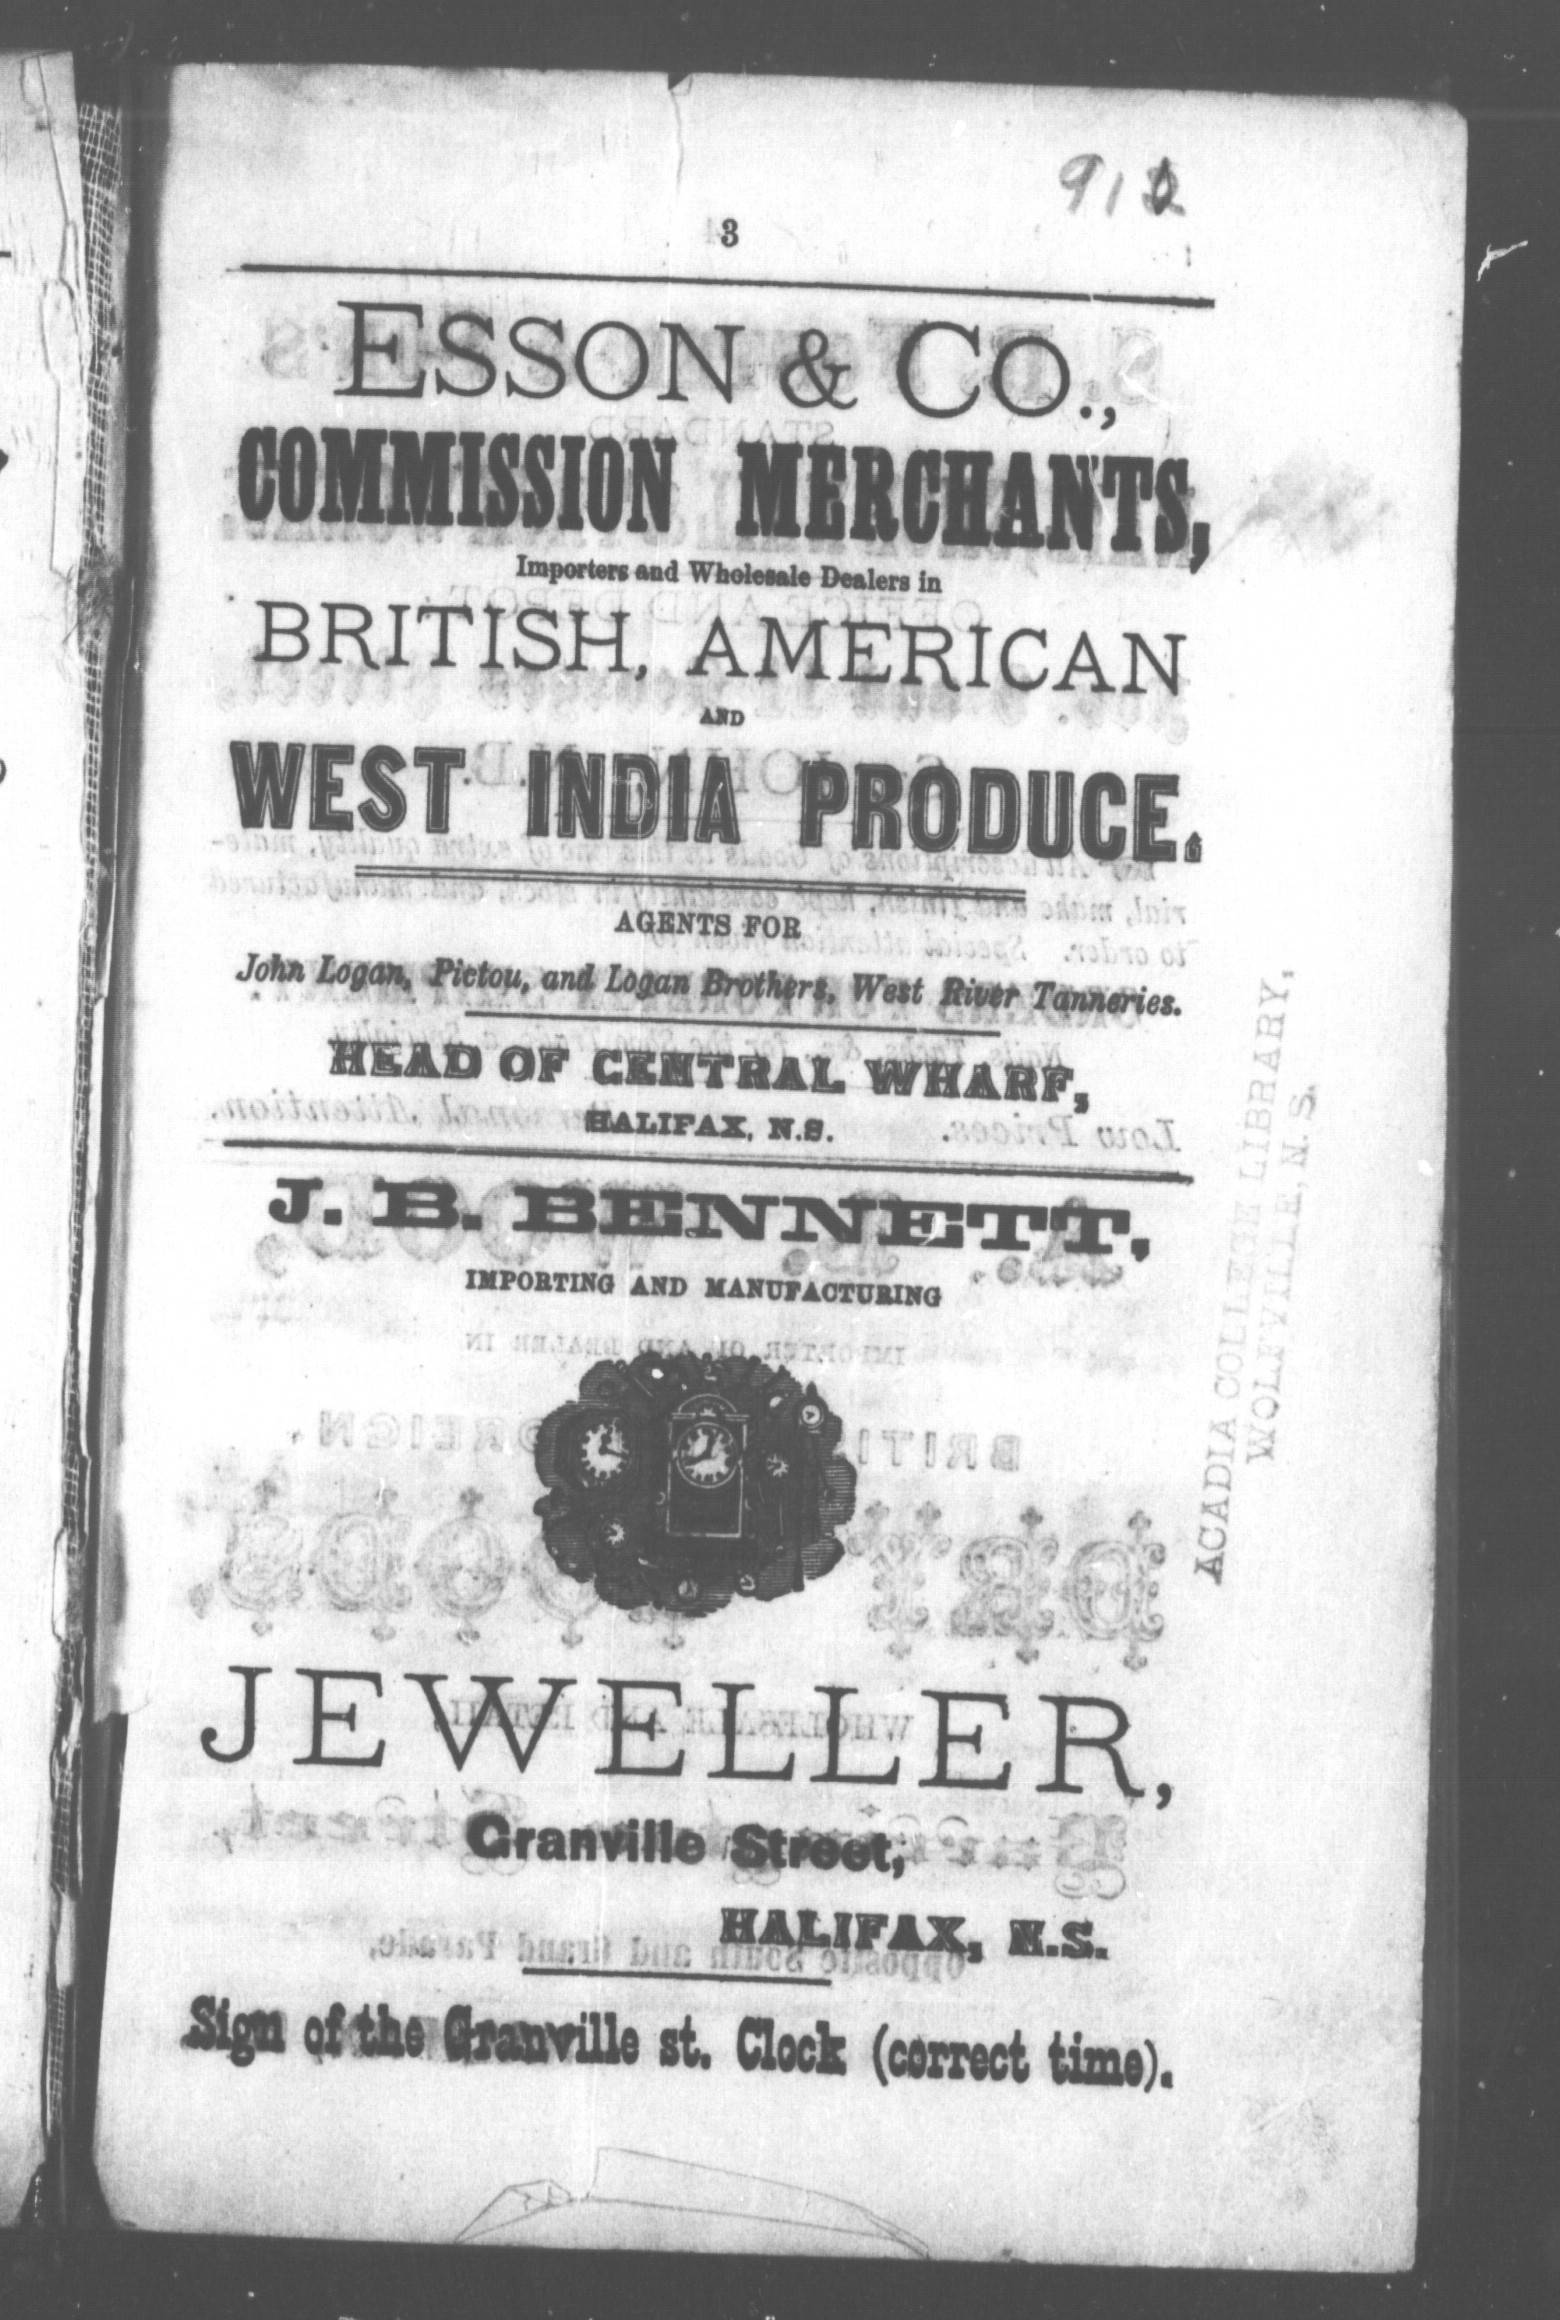 3
ESSON & CO.,
COMMISSION MERCHANTS,
Importers and Wholesale Dealers in
BRITISH, AMERICAN
AND
WEST INDIA PRODUCE.
AGENTS FOR
John Logan, Pictou, and Logan Brothers, West River Tanneries.
HEAD OF CENTRAL WHARF,
HALIFAX, N.S.
J. B. BENNETT,
IMPORTING AND MANUFACTURING
JEWELLER,
Granville Street,
HALIFAX, N.S.
Sign of the Granville st. Clock (correct time).
ACADIA COLLEGE LIBRARY,
WOLFVILLE, N. S.